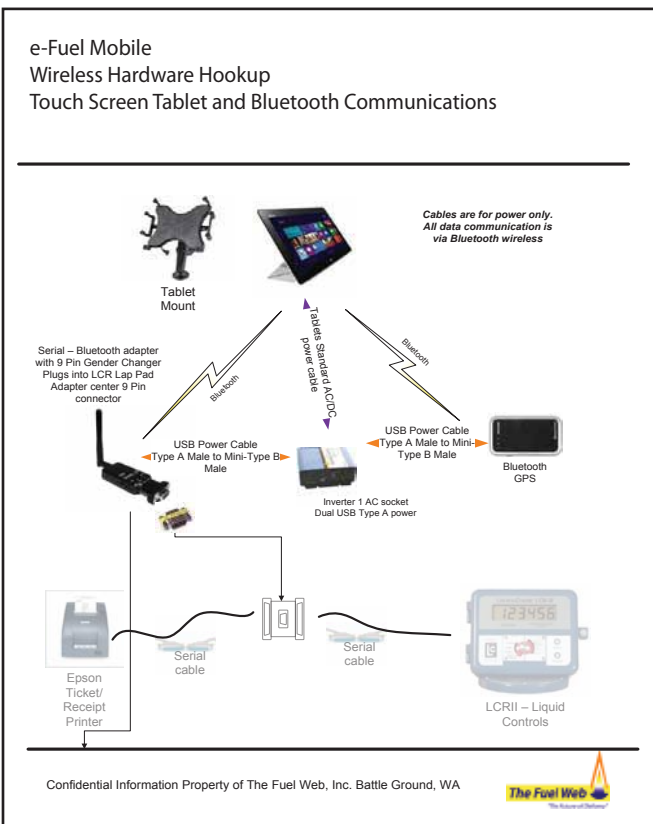 e-Fuel Mobile
Wireless Hardware Hookup
Touch Screen Tablet and Bluetooth Communications
Cables are for power only.
All data communication is
via Bluetooth wireless
Tablet
Mount
Tablets Standard AC/DC
power cable
Bluetooth
Bluetooth
Serial – Bluetooth adapter
with 9 Pin Gender Changer
Plugs into LCR Lap Pad
Adapter center 9 Pin
connector
USB Power Cable
Type A Male to Mini-Type B
Male
USB Power Cable
Type A Male to Mini-
Type B Male
Bluetooth
GPS
Inverter 1 AC socket
Dual USB Type A power
123456
Serial
cable
Serial
cable
Epson
Ticket/
Receipt
Printer
LCRII – Liquid
Controls
Confidential Information Property of The Fuel Web, Inc. Battle Ground, WA
The Fuel Web
"The Future of Delivery"